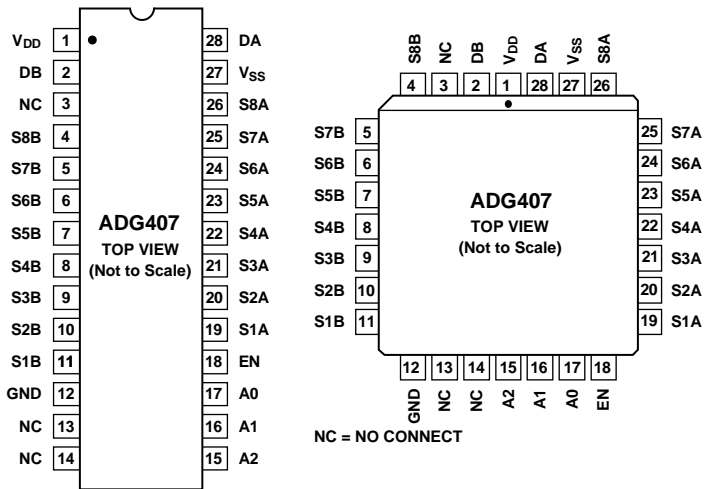 VDD 1 28 DA
DB 2 27 VSS
NC 3 26 S8A
S8B 4 25 S7A
S7B 5 24 S6A
S6B 6 23 S5A
S5B 7 22 S4A
S4B 8 21 S3A
S3B 9 20 S2A
S2B 10 19 S1A
S1B 11 18 EN
GND 12 17 A0
NC 13 16 A1
NC 14 15 A2
ADG407
TOP VIEW
(Not to Scale)
S8B NC DB VDD DA VSS S8A
4 3 2 1 28 27 26
S7B 5 25 S7A
S6B 6 24 S6A
S5B 7 23 S5A
S4B 8 22 S4A
S3B 9 21 S3A
S2B 10 20 S2A
S1B 11 19 S1A
ADG407
TOP VIEW
(Not to Scale)
12 13 14 15 16 17 18
GND NC NC A2 A1 A0 EN
NC = NO CONNECT